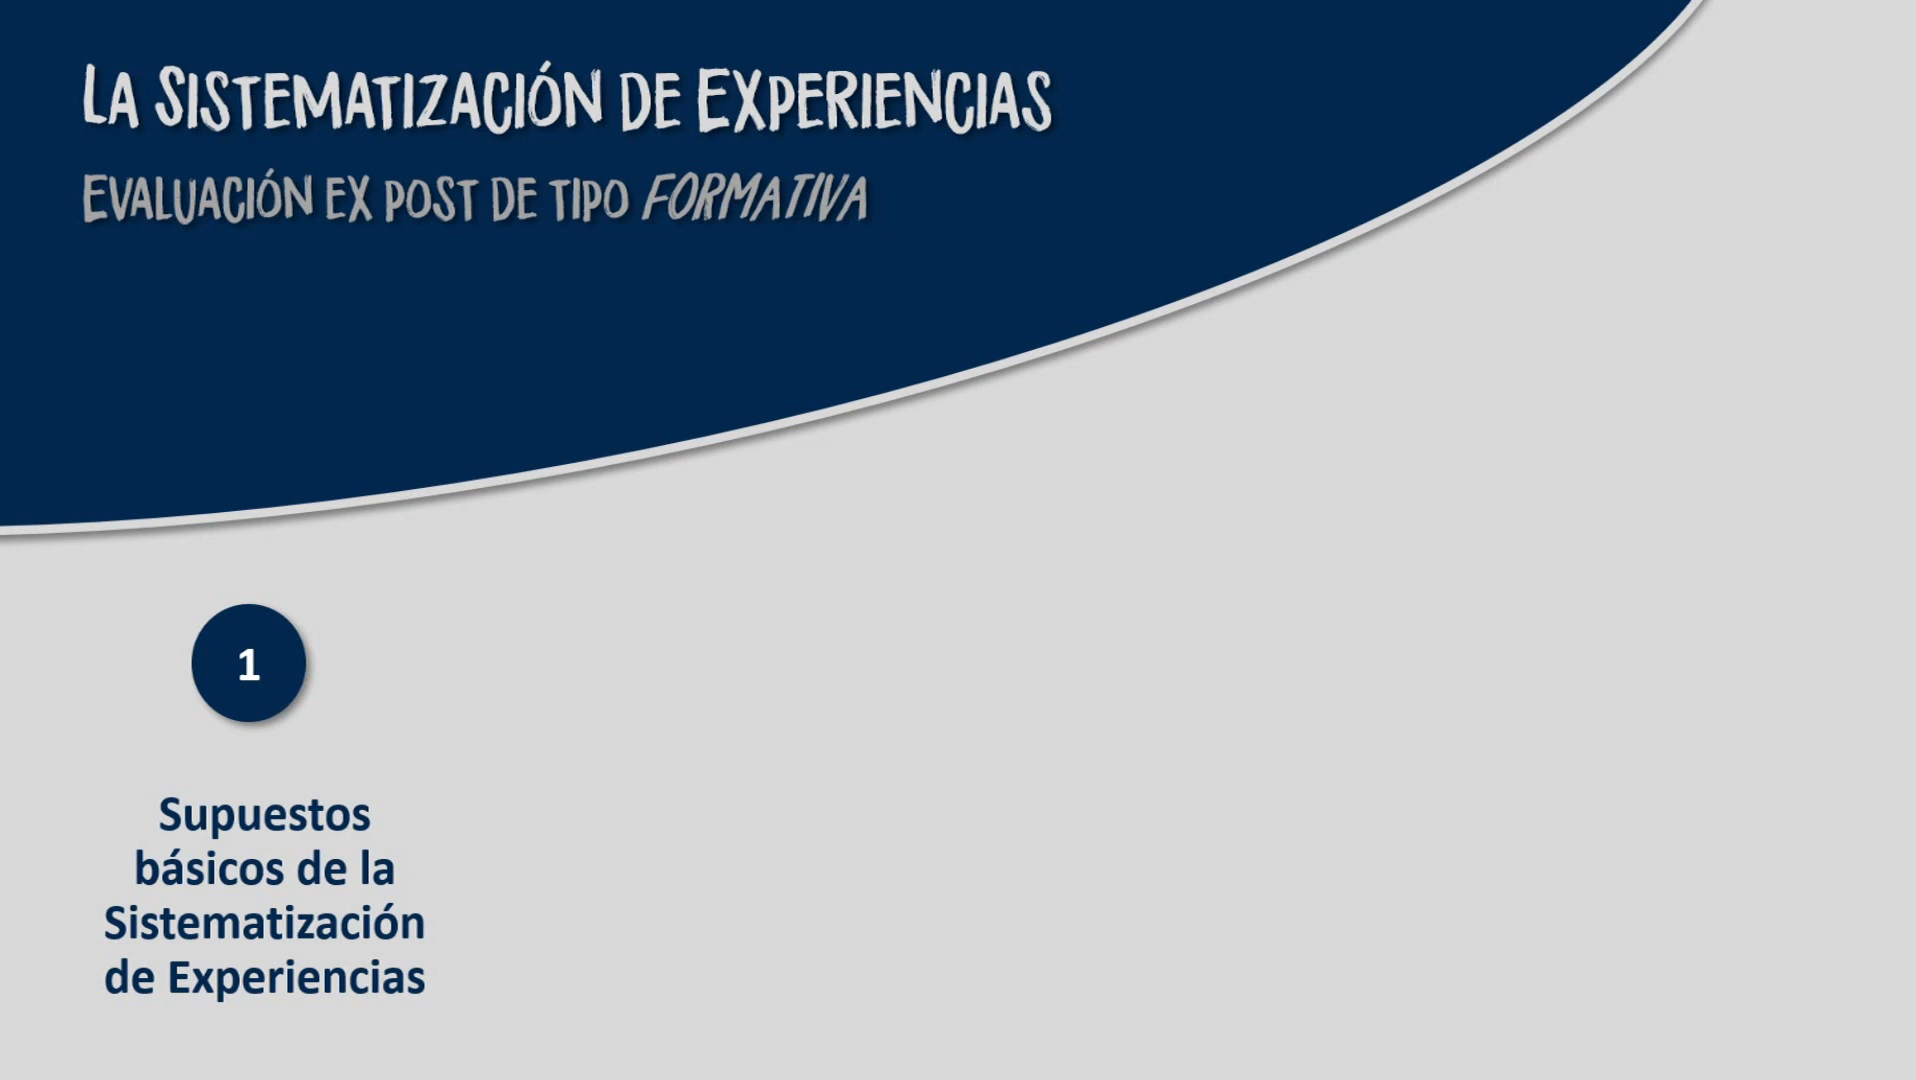 La Sistematización de Experiencias
Evaluación ex post de tipo formativa
1
Supuestos
básicos de la
Sistematización
de Experiencias